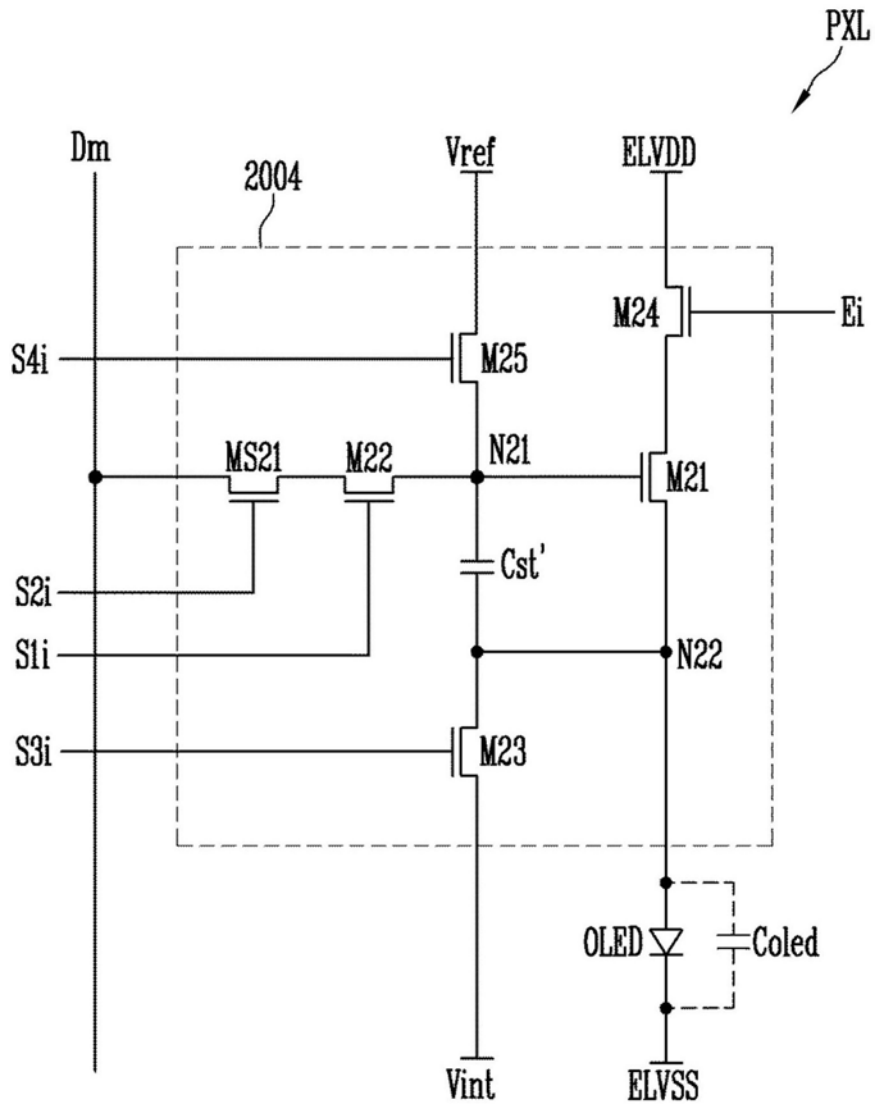 PXL
Dm
Vref
ELVDD
2004
M24
Ei
S4i
M25
MS21
M22
N21
M21
Cst'
S2i
S1i
N22
S3i
M23
OLED
Coled
Vint
ELVSS